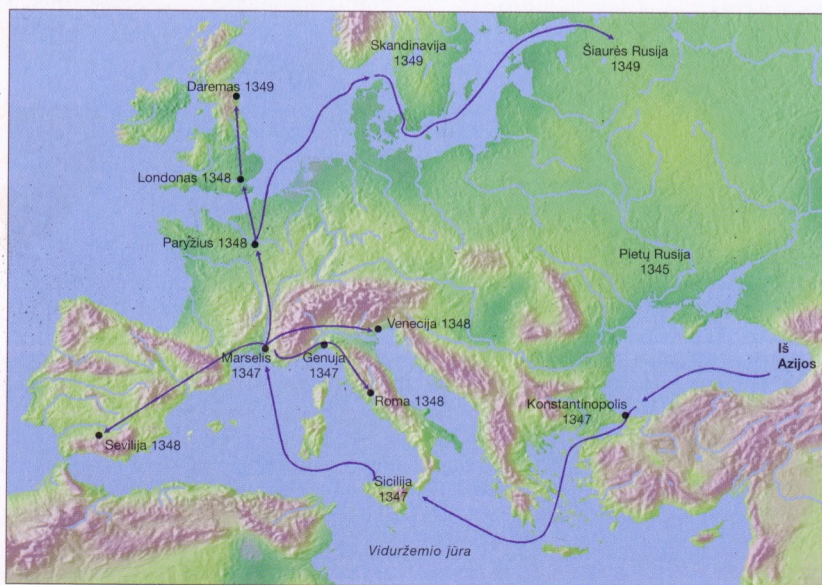 Skandinavija
1349
Šiaurės Rusija
1349
Daremas 1349
Londonas 1348
Paryžius 1348
Pietų Rusija
1345
Venecija 1348
Marselis
1347
Genuja
1347
Iš
Azijos
Roma 1348
Konstantinopolis
1347
Sevilija 1348
Sicilija
1347
Viduržemio jūra